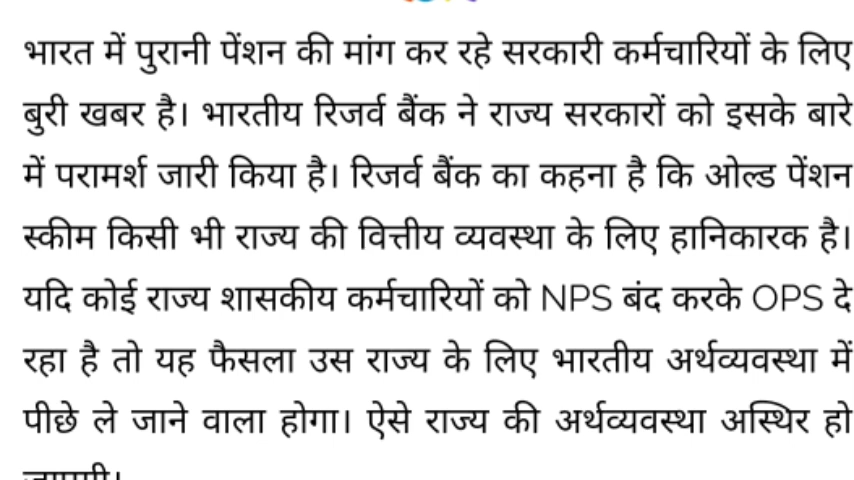 भारत में पुरानी पेंशन की मांग कर रहे सरकारी कर्मचारियों के लिए
बुरी खबर है। भारतीय रिजर्व बैंक ने राज्य सरकारों को इसके बारे
में परामर्श जारी किया है। रिजर्व बैंक का कहना है कि ओल्ड पेंशन
स्कीम किसी भी राज्य की वित्तीय व्यवस्था के लिए हानिकारक है।
यदि कोई राज्य शासकीय कर्मचारियों को NPS बंद करके OPS दे
रहा है तो यह फैसला उस राज्य के लिए भारतीय अर्थव्यवस्था में
पीछे ले जाने वाला होगा। ऐसे राज्य की अर्थव्यवस्था अस्थिर हो